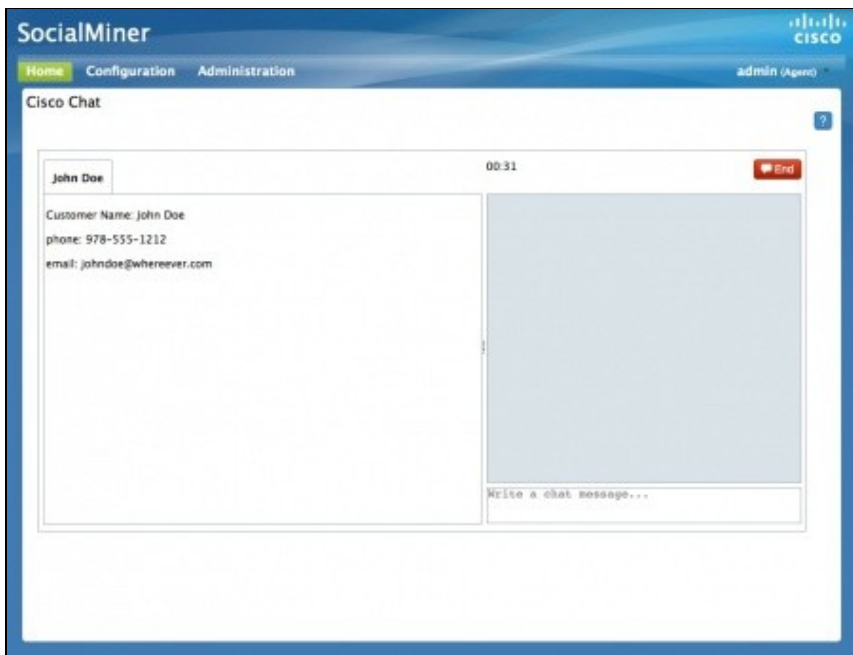 SocialMiner
CISCO
Home Configuration Administration admin (Agent)
Cisco Chat
?
John Doe
00:31
End
Customer Name: John Doe
phone: 978-555-1212
email: johndoe@whereever.com
Write a chat message...